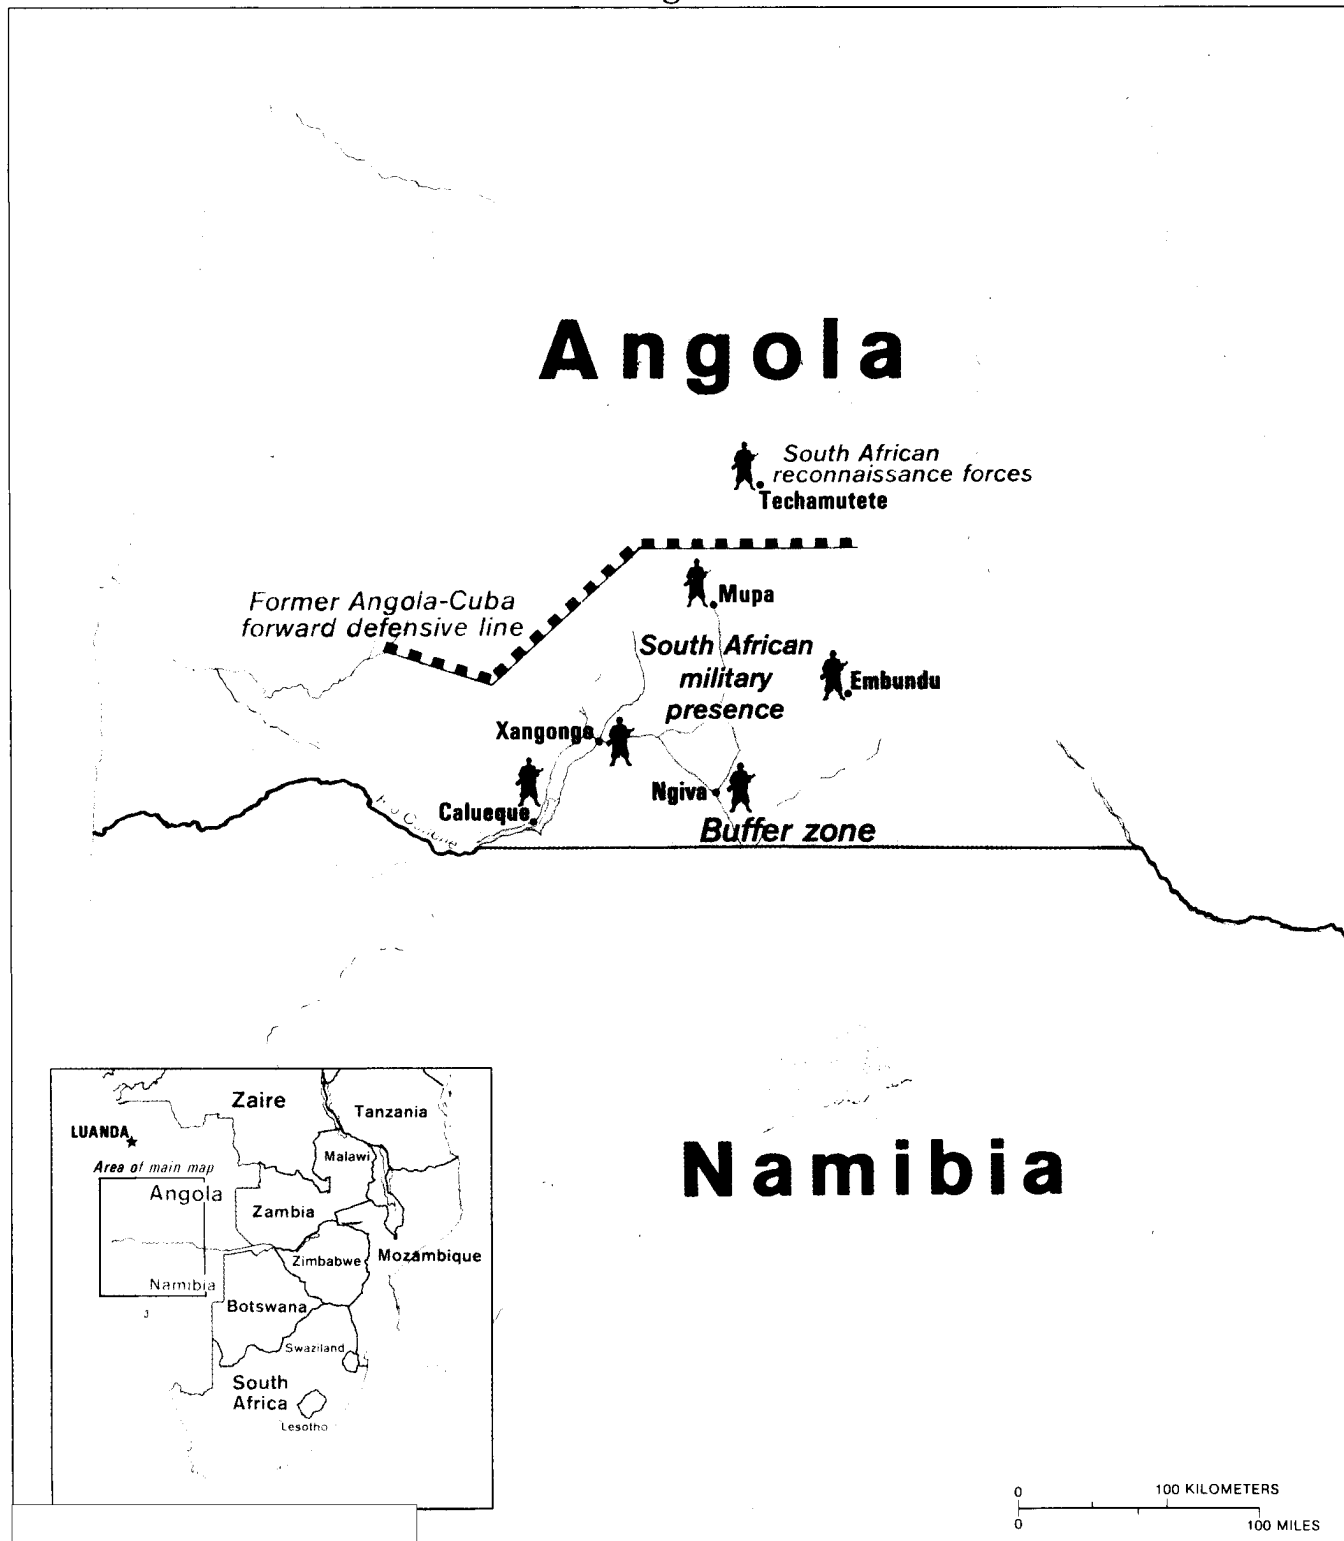 Angola
South African
reconnaissance forces
Techamutete
Mupa
Former Angola-Cuba
forward defensive line
South African
military
presence
Embundu
Xangongo
Ngiva
Calueque
Buffer zone
Namibia
Zaire
Tanzania
LUANDA
Malawi
Area of main map
Angola
Zambia
Mozambique
Zimbabwe
Namibia
Botswana
Swaziland
South
Africa
Lesotho
0 100 KILOMETERS
0 100 MILES